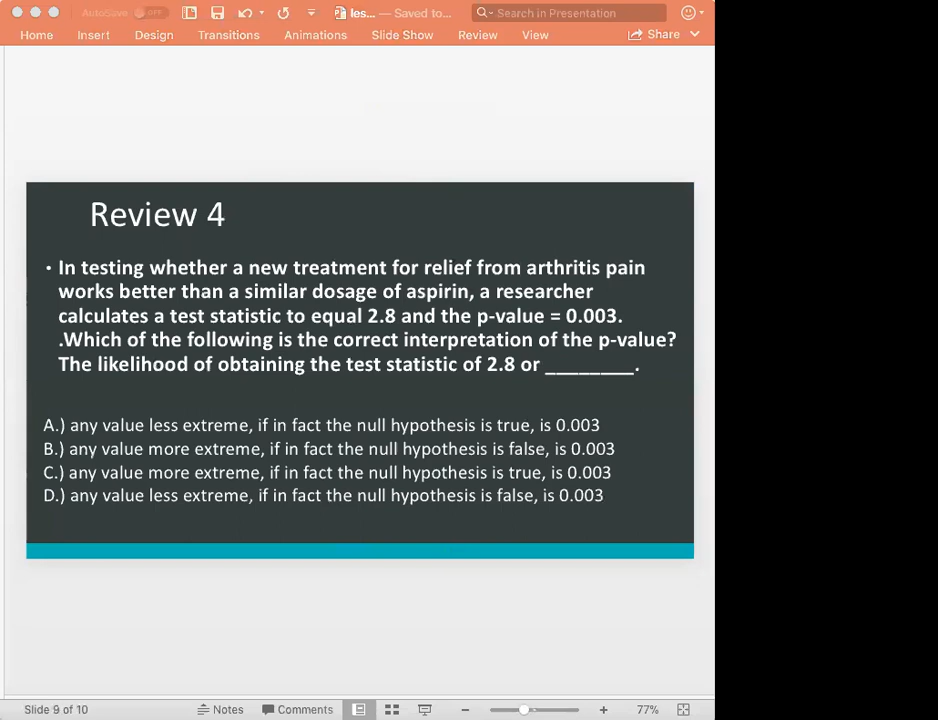 AutoSave OFF les... — Saved to... Search in Presentation
Home Insert Design Transitions Animations Slide Show Review View Share
Review 4
• In testing whether a new treatment for relief from arthritis pain
works better than a similar dosage of aspirin, a researcher
calculates a test statistic to equal 2.8 and the p-value = 0.003.
.Which of the following is the correct interpretation of the p-value?
The likelihood of obtaining the test statistic of 2.8 or ________.
A.) any value less extreme, if in fact the null hypothesis is true, is 0.003
B.) any value more extreme, if in fact the null hypothesis is false, is 0.003
C.) any value more extreme, if in fact the null hypothesis is true, is 0.003
D.) any value less extreme, if in fact the null hypothesis is false, is 0.003
Slide 9 of 10 Notes Comments 77%